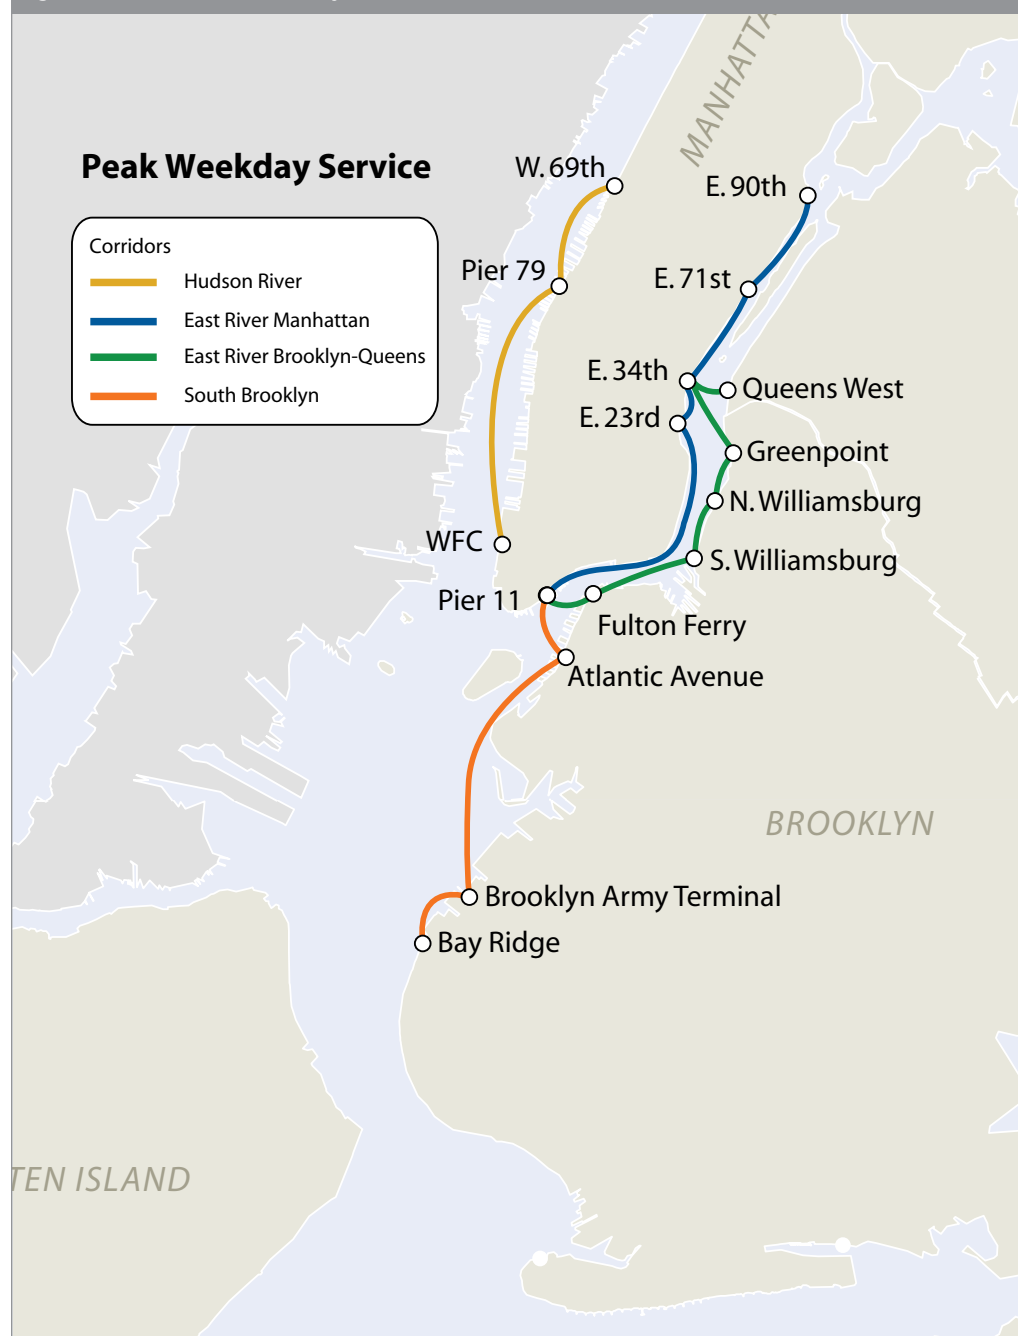 MANHATTA
Peak Weekday Service
W. 69th
E. 90th
Corridors
Hudson River
East River Manhattan
East River Brooklyn-Queens
South Brooklyn
Pier 79
E. 71st
E. 34th
Queens West
E. 23rd
Greenpoint
N. Williamsburg
WFC
S. Williamsburg
Pier 11
Fulton Ferry
Atlantic Avenue
BROOKLYN
Brooklyn Army Terminal
Bay Ridge
TEN ISLAND